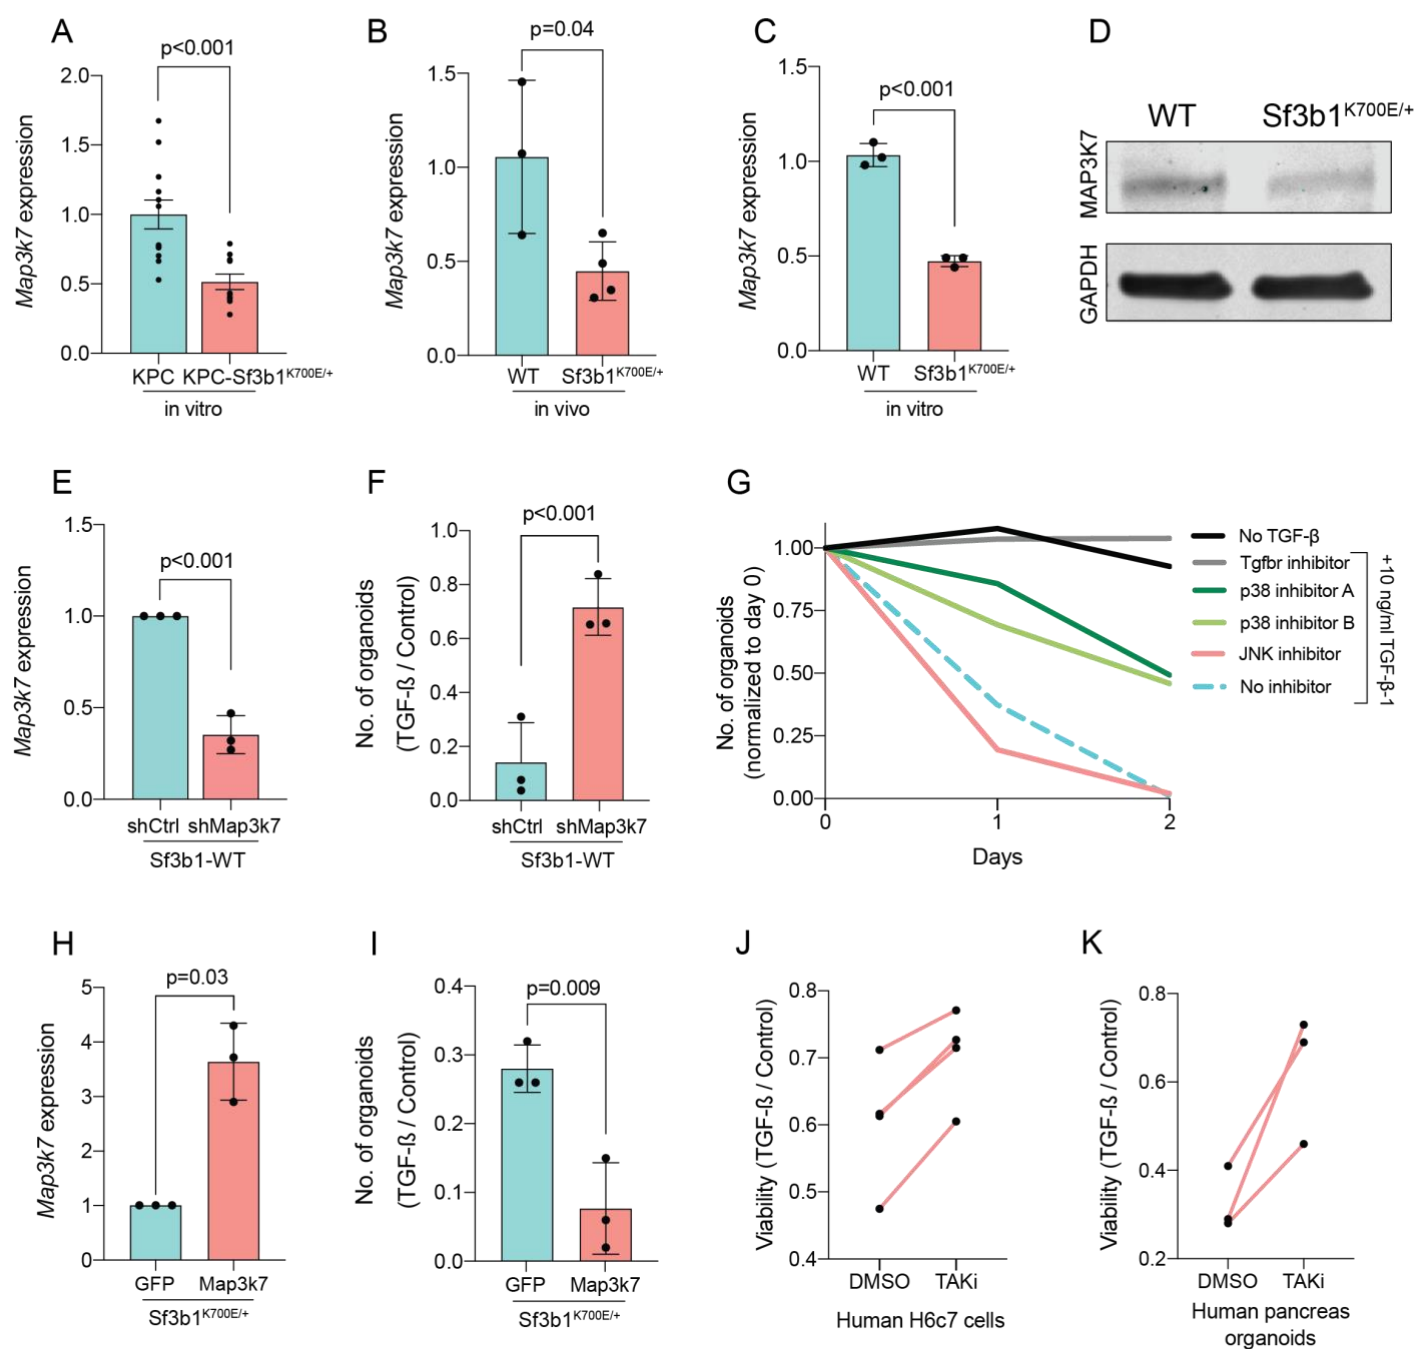 A
p<0.001
Map3k7 expression
2.0
1.5
1.0
0.5
0.0
KPC KPC-Sf3b1K700E/+
in vitro
B
p=0.04
Map3k7 expression
1.5
1.0
0.5
0.0
WT Sf3b1K700E/+
in vivo
C
p<0.001
Map3k7 expression
1.5
1.0
0.5
0.0
WT Sf3b1K700E/+
in vitro
D
WT Sf3b1K700E/+
MAP3K7
GAPDH
E
p<0.001
Map3k7 expression
1.5
1.0
0.5
0.0
shCtrl shMap3k7
Sf3b1-WT
F
p<0.001
No. of organoids
(TGF-ß / Control)
1.0
0.8
0.6
0.4
0.2
0.0
shCtrl shMap3k7
Sf3b1-WT
G
No. of organoids
(normalized to day 0)
1.00
0.75
0.50
0.25
0.00
0 1 2
Days
No TGF-β
Tgfbr inhibitor
p38 inhibitor A
p38 inhibitor B
JNK inhibitor
No inhibitor
+10 ng/ml TGF-β-1
H
p=0.03
Map3k7 expression
5
4
3
2
1
0
GFP Map3k7
Sf3b1K700E/+
I
p=0.009
No. of organoids
(TGF-ß / Control)
0.4
0.3
0.2
0.1
0.0
GFP Map3k7
Sf3b1K700E/+
J
Viability (TGF-ß / Control)
0.8
0.7
0.6
0.5
0.4
DMSO TAKi
Human H6c7 cells
K
Viability (TGF-ß / Control)
0.8
0.6
0.4
0.2
DMSO TAKi
Human pancreas
organoids